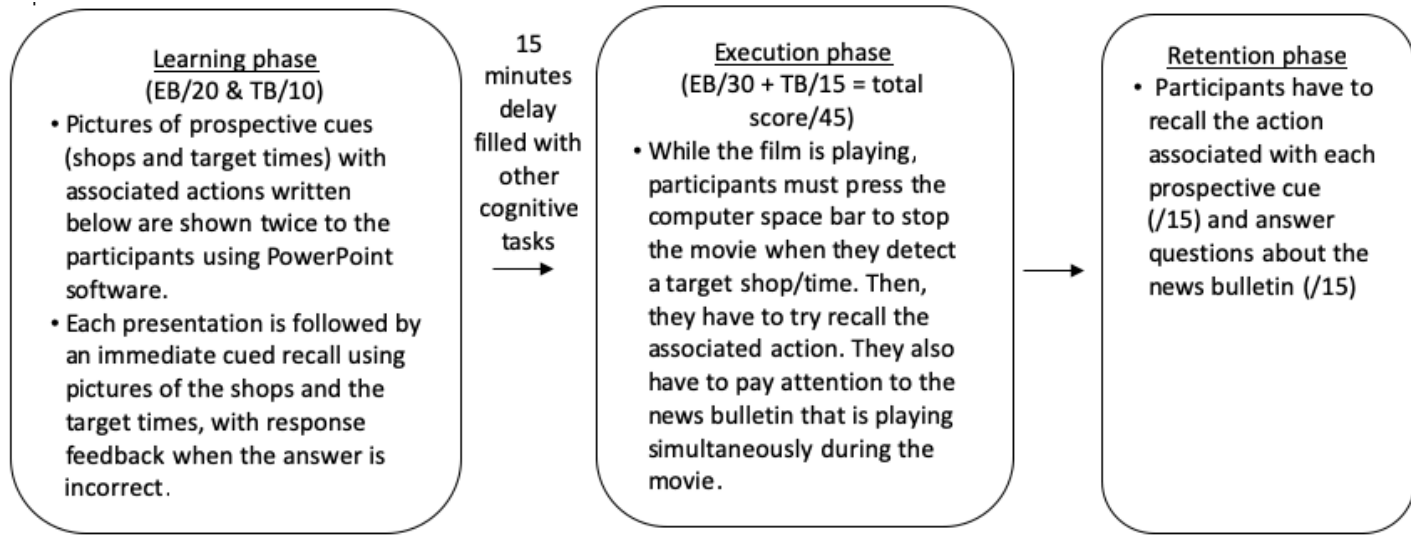 Learning phase
(EB/20 & TB/10)
• Pictures of prospective cues
(shops and target times) with
associated actions written
below are shown twice to the
participants using PowerPoint
software.
• Each presentation is followed by
an immediate cued recall using
pictures of the shops and the
target times, with response
feedback when the answer is
incorrect.
15
minutes
delay
filled with
other
cognitive
tasks
Execution phase
(EB/30 + TB/15 = total
score/45)
• While the film is playing,
participants must press the
computer space bar to stop
the movie when they detect
a target shop/time. Then,
they have to try recall the
associated action. They also
have to pay attention to the
news bulletin that is playing
simultaneously during the
movie.
Retention phase
• Participants have to
recall the action
associated with each
prospective cue
(/15) and answer
questions about the
news bulletin (/15)